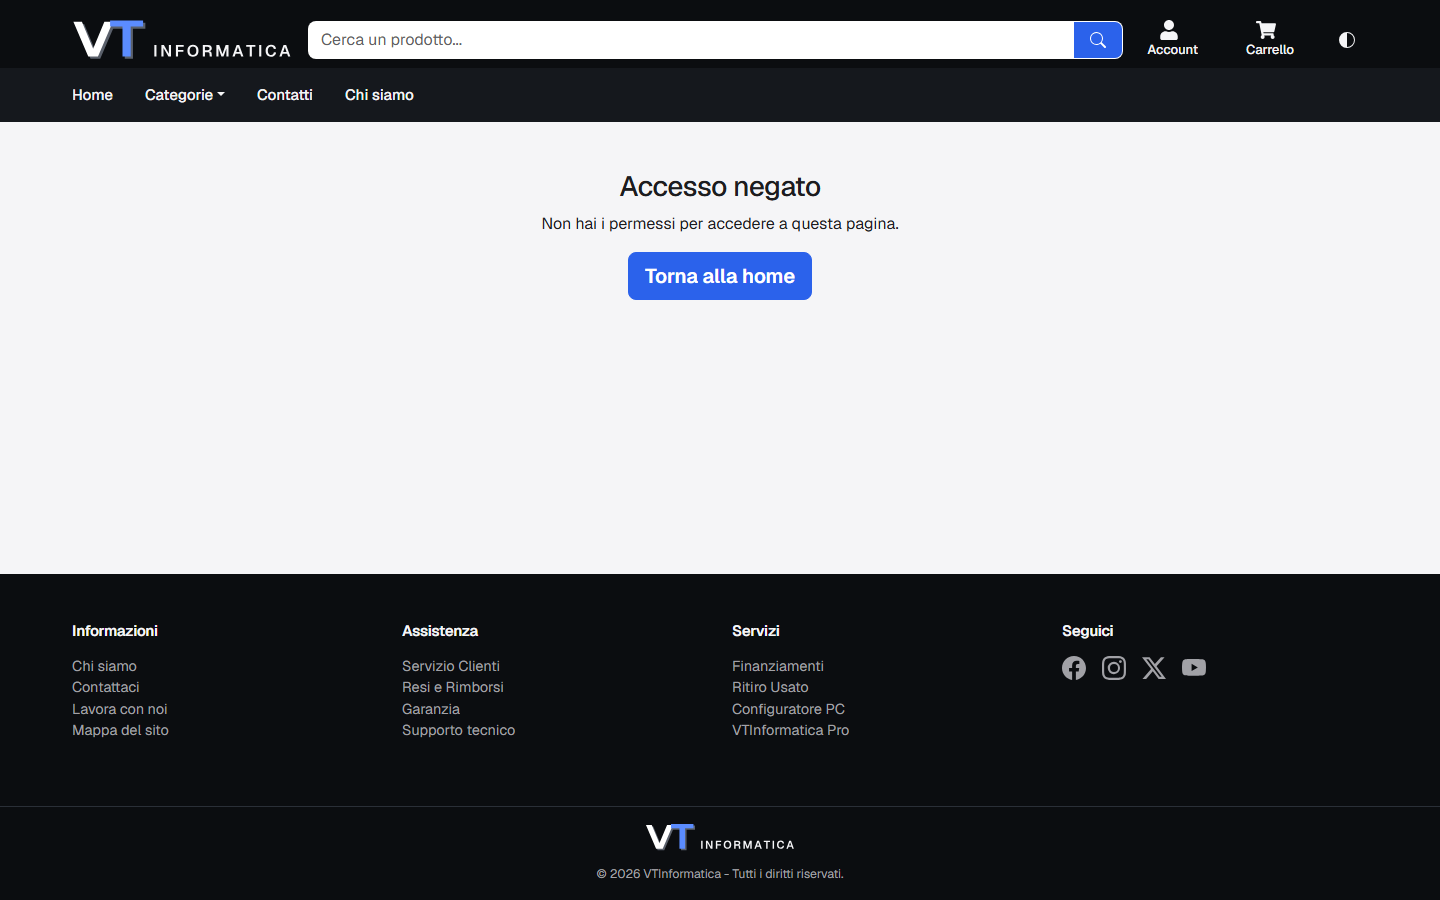 VT INFORMATICA
Cerca un prodotto...
Account
Carrello
Home
Categorie
Contatti
Chi siamo
Accesso negato
Non hai i permessi per accedere a questa pagina.
Torna alla home
Informazioni
Chi siamo
Contattaci
Lavora con noi
Mappa del sito
Assistenza
Servizio Clienti
Resi e Rimborsi
Garanzia
Supporto tecnico
Servizi
Finanziamenti
Ritiro Usato
Configuratore PC
VTInformatica Pro
Seguici
VT INFORMATICA
© 2026 VTInformatica - Tutti i diritti riservati.